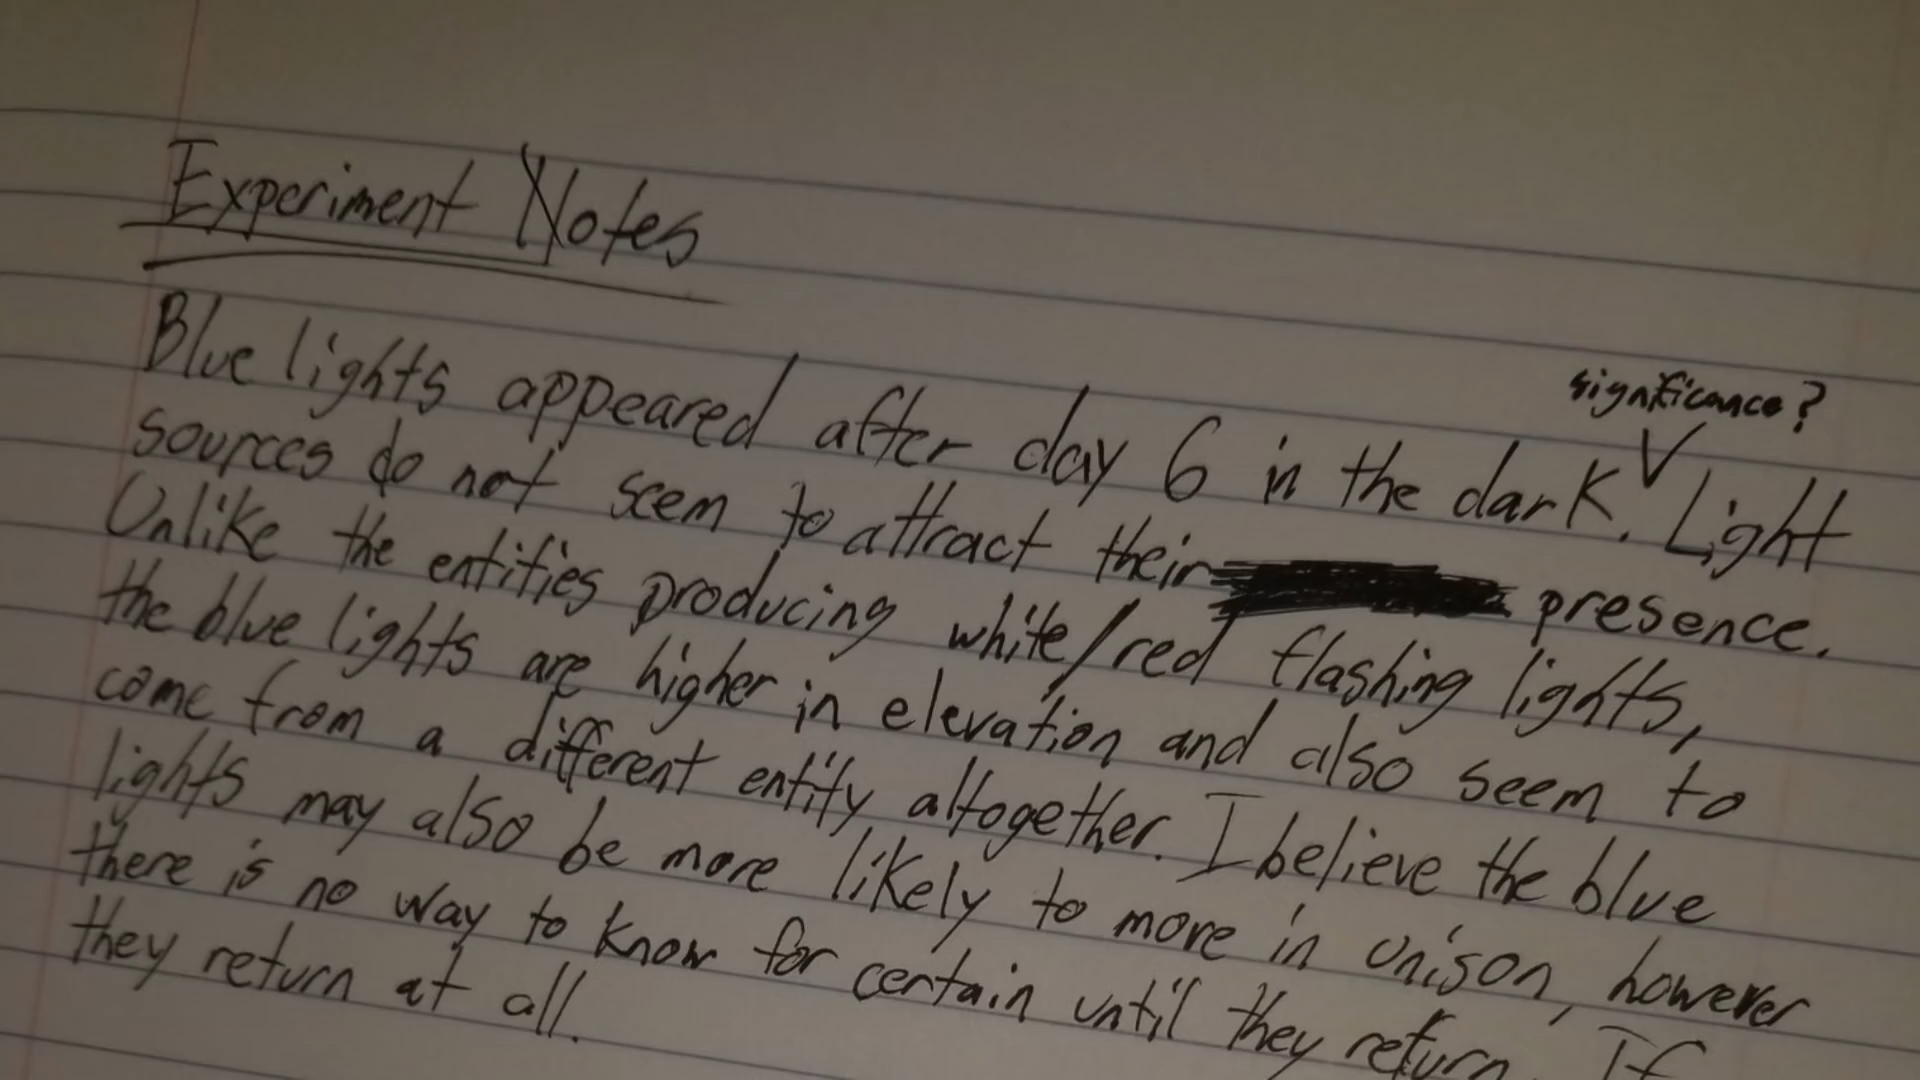 Experiment Notes
significance?
Blue lights appeared after day 6 in the dark. Light
sources do not seem to attract their presence.
Unlike the entities producing white/red flashing lights,
the blue lights are higher in elevation and also seem to
come from a different entity altogether. I believe the blue
lights may also be more likely to more in unison, however
there is no way to know for certain until they return. If
they return at all.